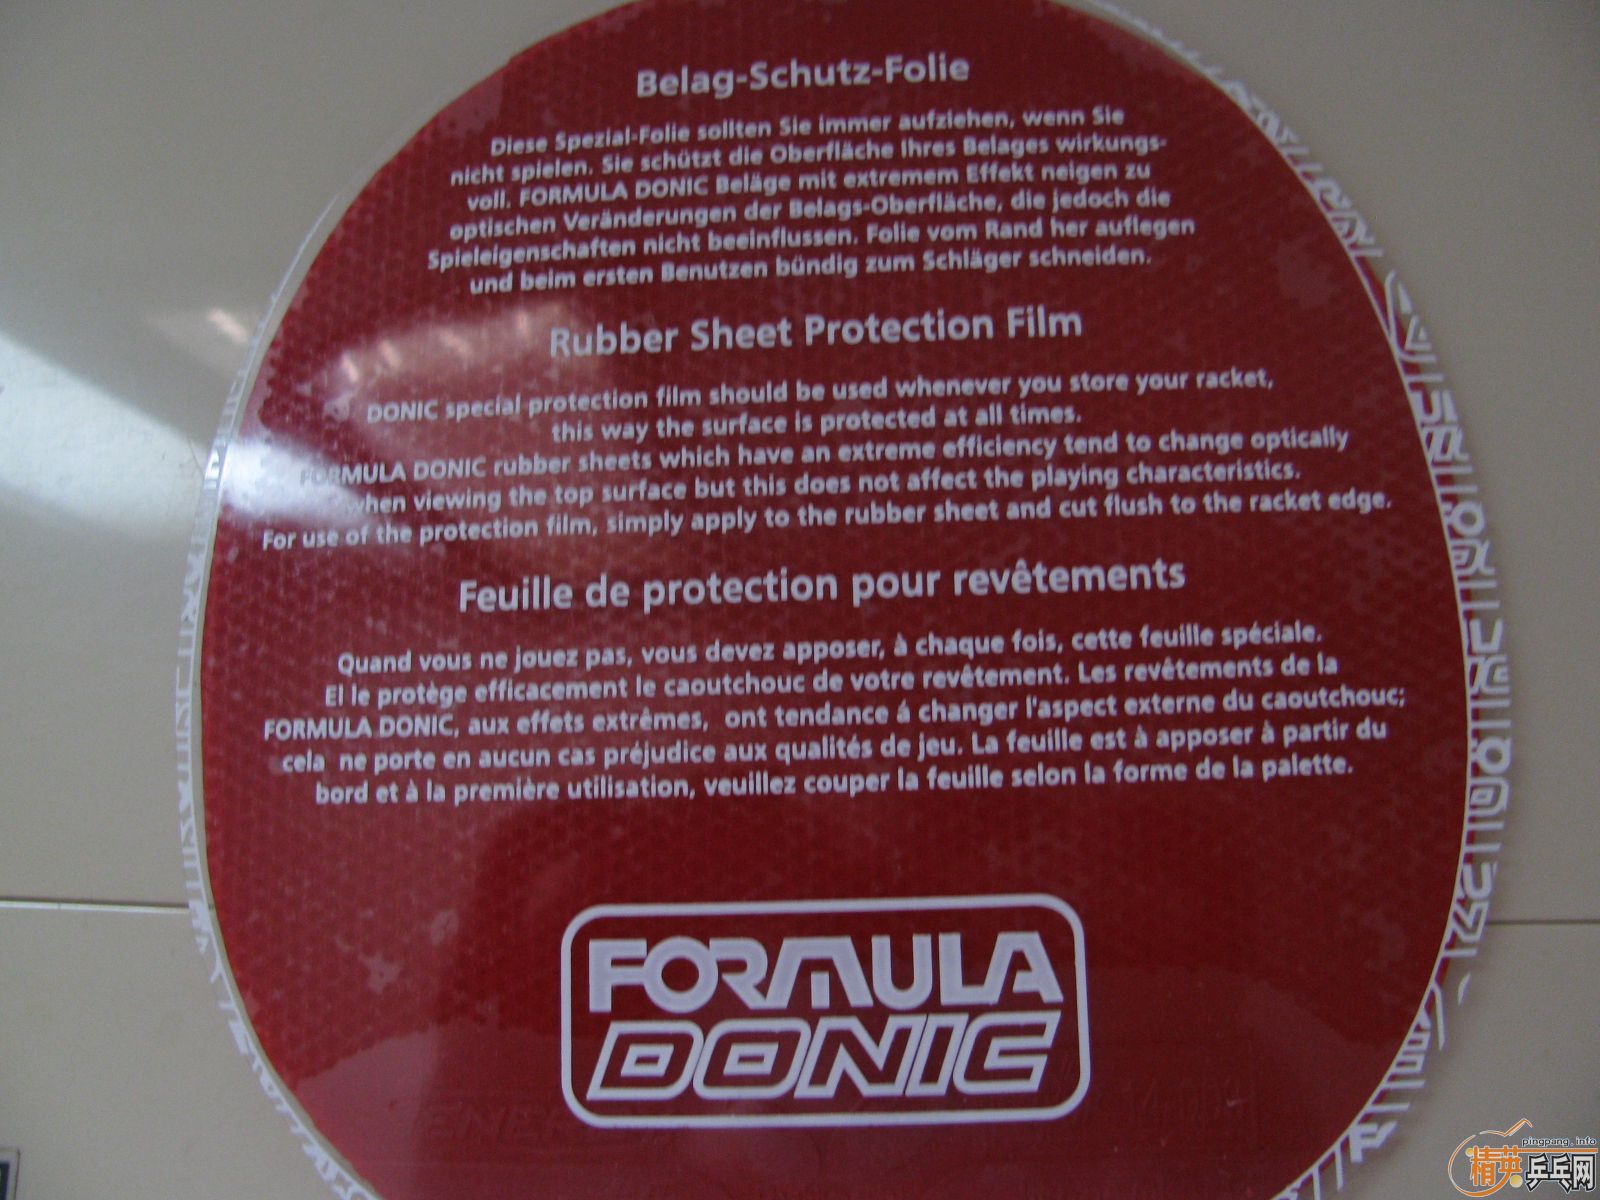 Belag-Schutz-Folie
Diese Spezial-Folie sollten Sie immer aufziehen, wenn Sie
nicht spielen. Sie schützt die Oberfläche Ihres Belages wirkungs-
voll. FORMULA DONIC Beläge mit extremem Effekt neigen zu
optischen Veränderungen der Belags-Oberfläche, die jedoch die
Spieleigenschaften nicht beeinflussen. Folie vom Rand her auflegen
und beim ersten Benutzen bündig zum Schläger schneiden.
Rubber Sheet Protection Film
DONIC special protection film should be used whenever you store your racket,
this way the surface is protected at all times.
FORMULA DONIC rubber sheets which have an extreme efficiency tend to change optically
when viewing the top surface but this does not affect the playing characteristics.
For use of the protection film, simply apply to the rubber sheet and cut flush to the racket edge.
Feuille de protection pour revêtements
Quand vous ne jouez pas, vous devez apposer, à chaque fois, cette feuille spéciale.
El le protège efficacement le caoutchouc de votre revêtement. Les revêtements de la
FORMULA DONIC, aux effets extrêmes, ont tendance á changer l'aspect externe du caoutchouc;
cela ne porte en aucun cas préjudice aux qualités de jeu. La feuille est à apposer à partir du
bord et à la première utilisation, veuillez couper la feuille selon la forme de la palette.
FORMULA
DONIC
pingpang.info
精英乒乓网